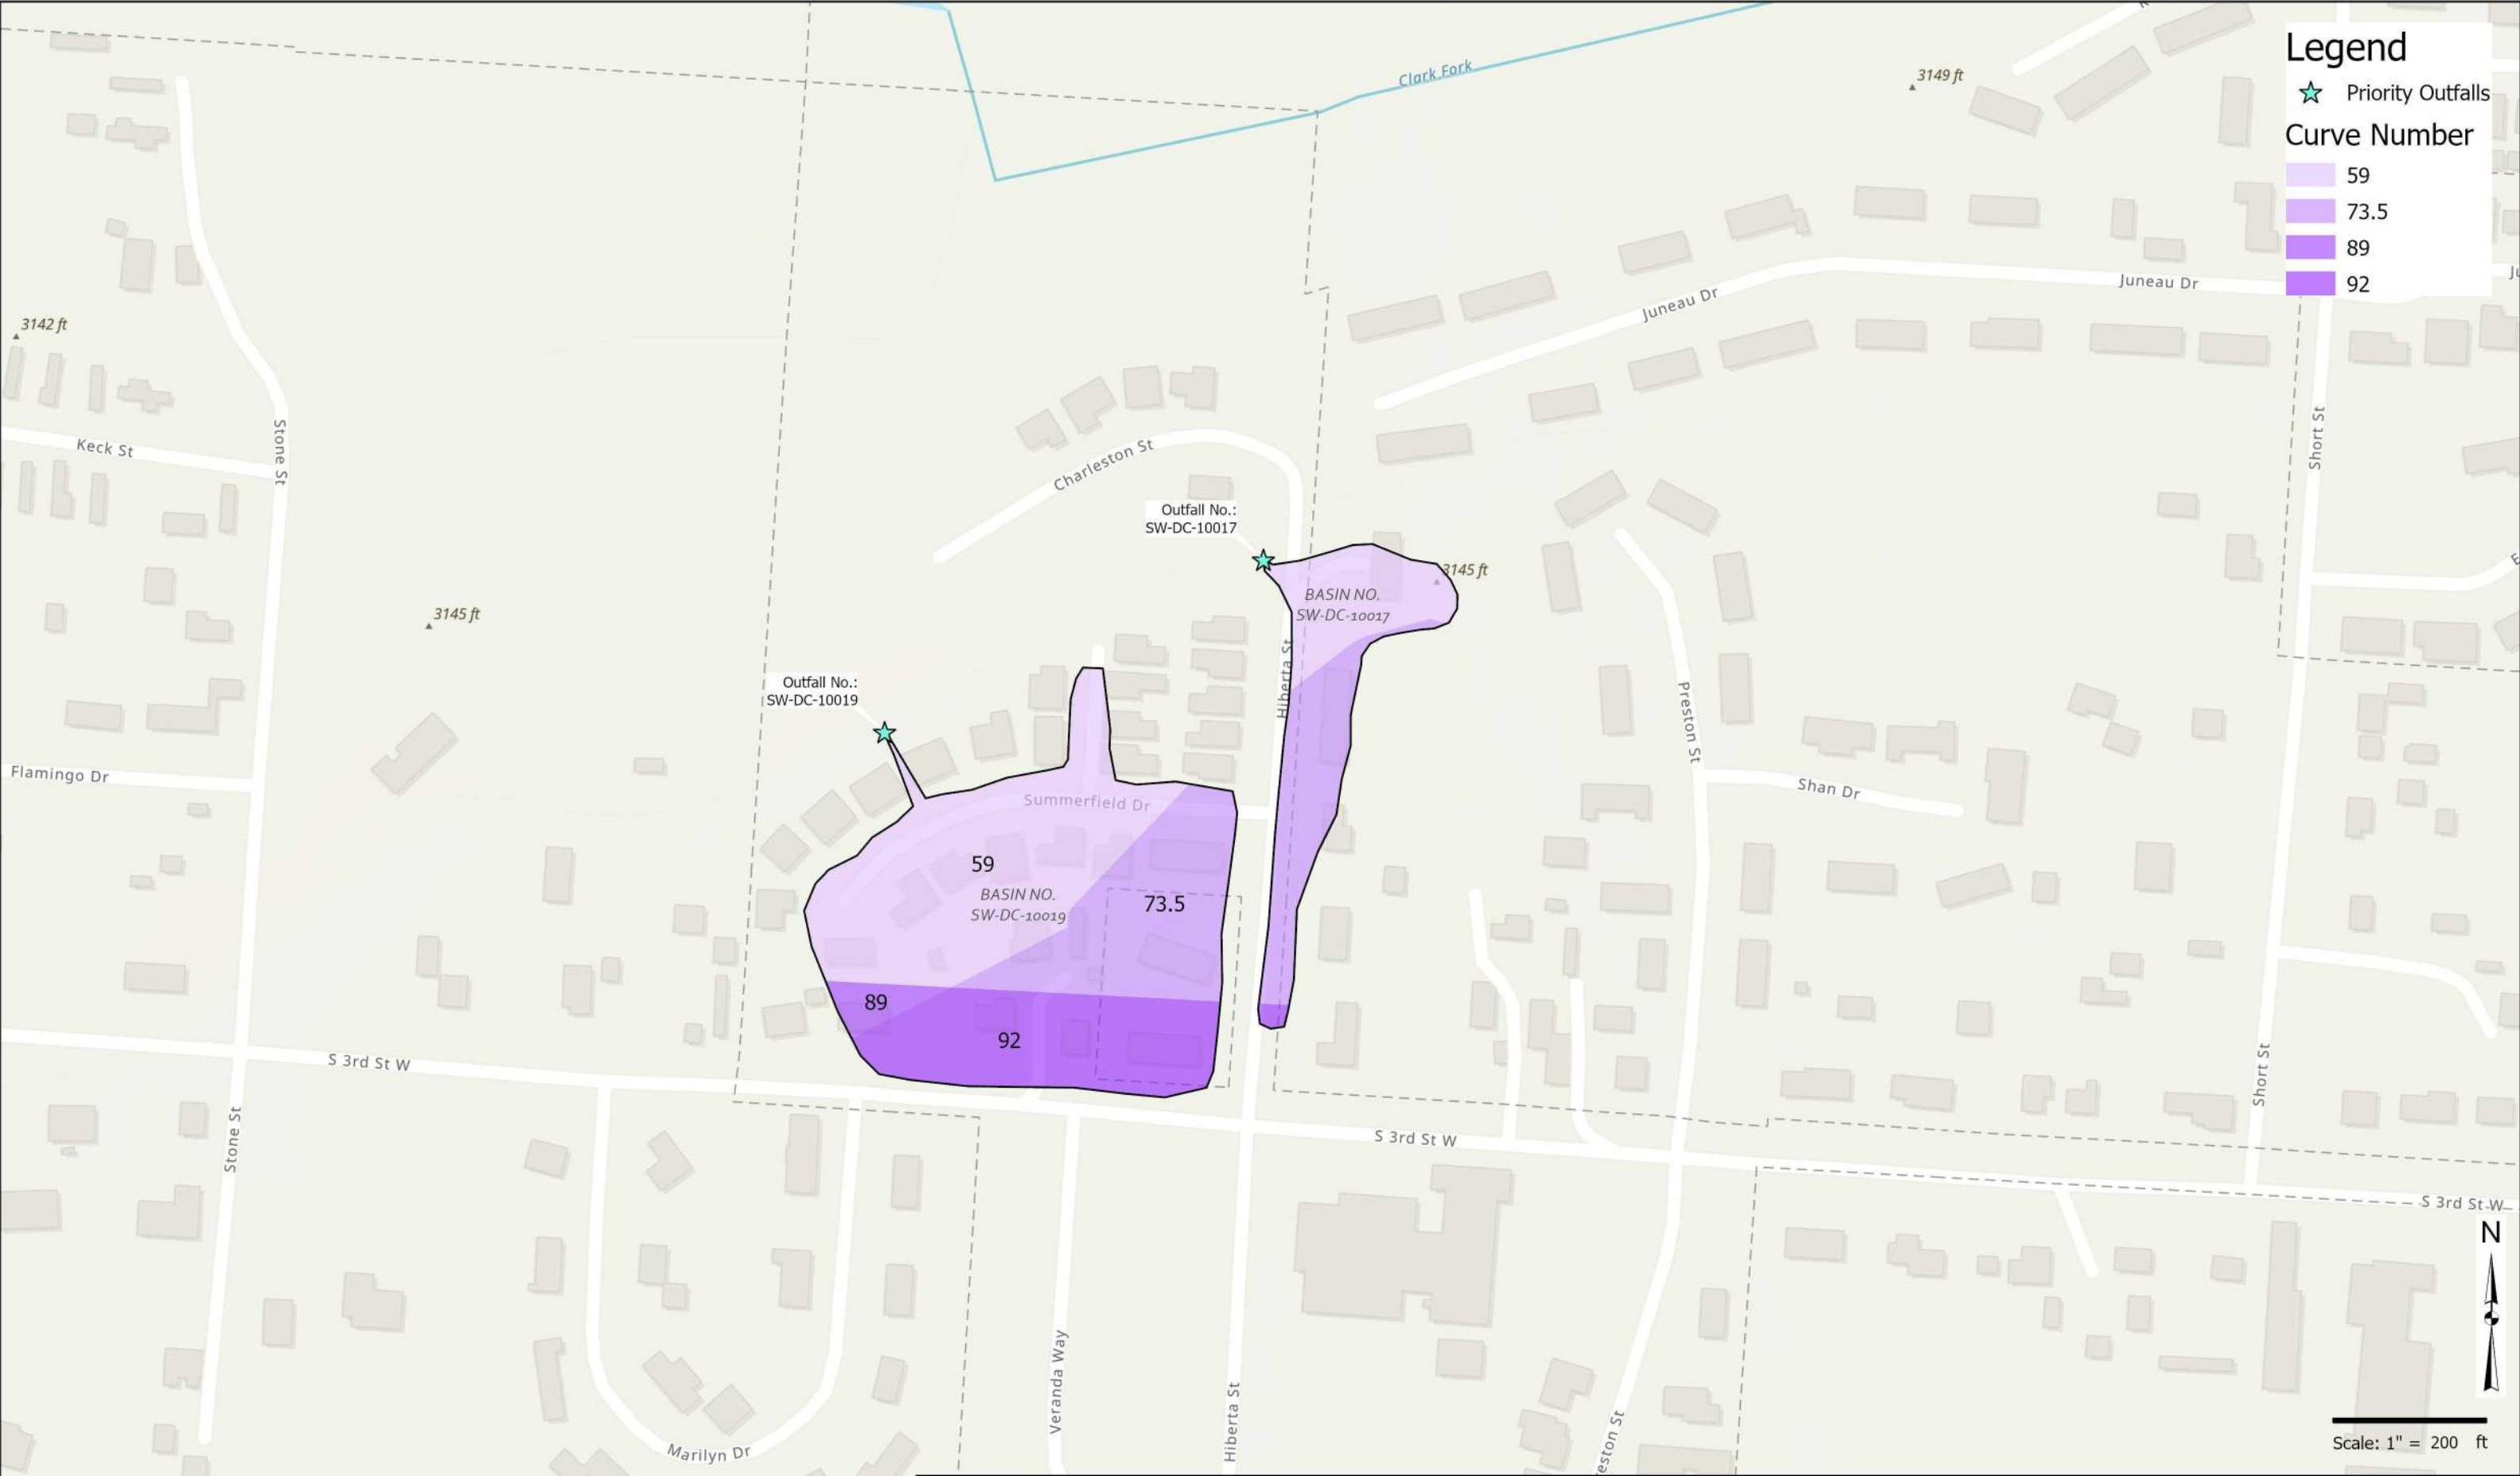 Clark Fork
3149 ft
Legend
Priority Outfalls
Curve Number
59
73.5
89
92
Juneau Dr
Juneau Dr
3142 ft
Keck St
Stone St
Charleston St
Short St
Outfall No.:
SW-DC-10017
3145 ft
BASIN NO.
SW-DC-10017
3145 ft
Hiberta St
Outfall No.:
SW-DC-10019
Preston St
Flamingo Dr
Summerfield Dr
Shan Dr
59
BASIN NO.
SW-DC-10019
73.5
89
92
S 3rd St W
Stone St
S 3rd St W
Short St
S 3rd St W
N
Veranda Way
Hiberta St
eston St
Marilyn Dr
Scale: 1" = 200 ft